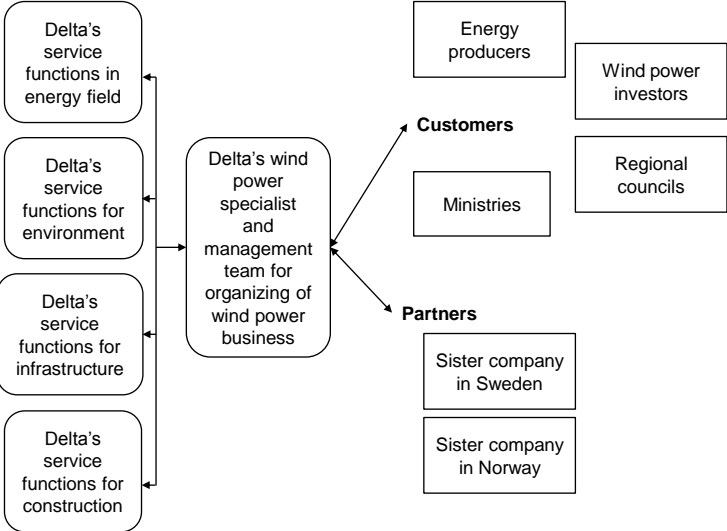 Delta’s
service
functions in
energy field
Delta’s
service
functions for
environment
Delta’s
service
functions for
infrastructure
Delta’s
service
functions for
construction
Delta’s wind
power
specialist
and
management
team for
organizing of
wind power
business
Energy
producers
Wind power
investors
Customers
Regional
councils
Ministries
Partners
Sister company
in Sweden
Sister company
in Norway